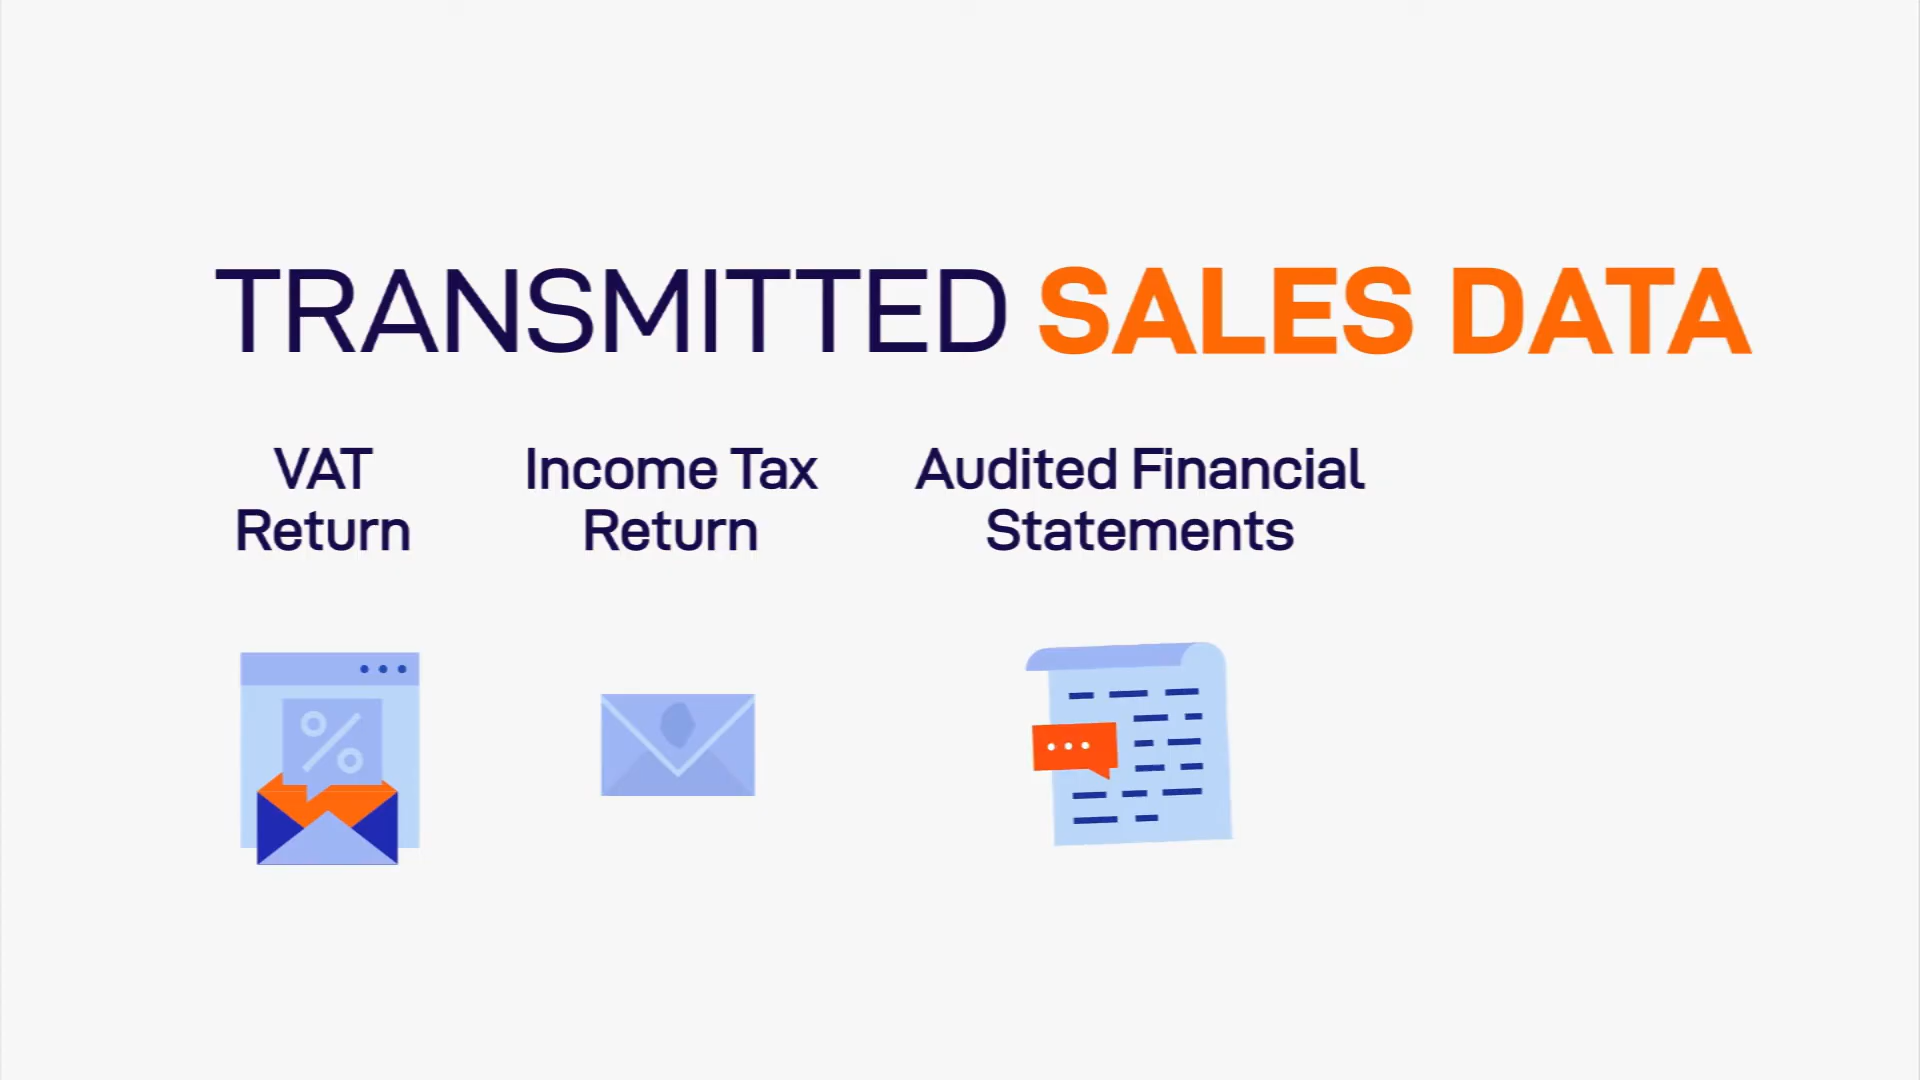 TRANSMITTED SALES DATA
VAT
Return
Income Tax
Return
Audited Financial
Statements
%